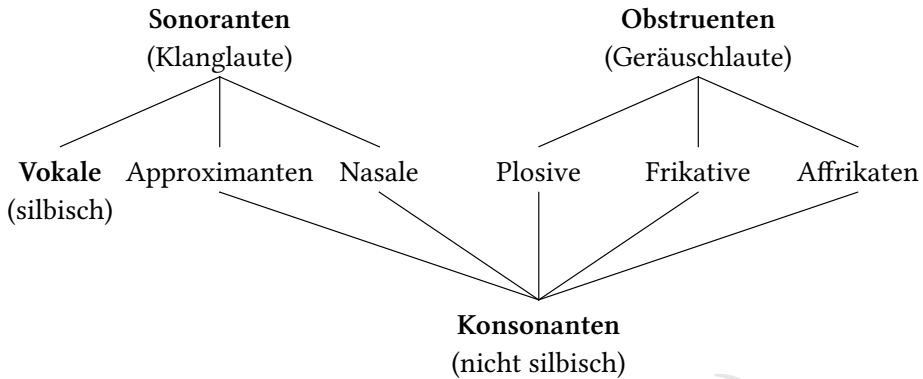 Sonoranten
(Klanglaute)
Obstruenten
(Geräuschlaute)
Vokale
(silbisch)
Approximanten
Nasale
Plosive
Frikative
Affrikaten
Konsonanten
(nicht silbisch)